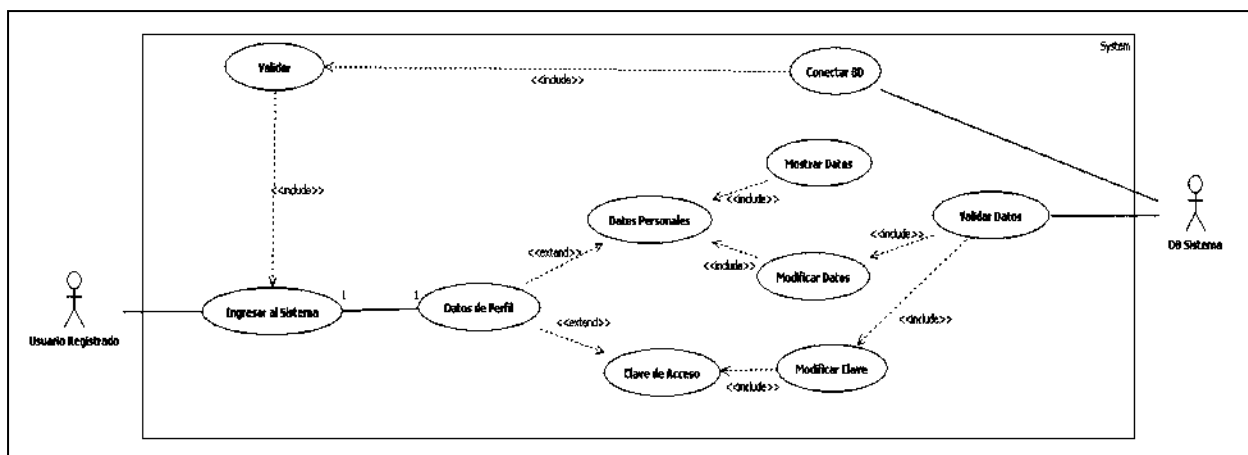 System
Validar
Conectar BD
<<include>>
Mostrar Datos
<<include>>
<<include>>
Datos Personales
Validar Datos
<<include>>
DB Sistema
<<extend>>
<<include>>
Modificar Datos
Ingresar al Sistema
1
1
Datos de Perfil
<<extend>>
<<include>>
Usuario Registrado
Clave de Acceso
Modificar Clave
<<include>>